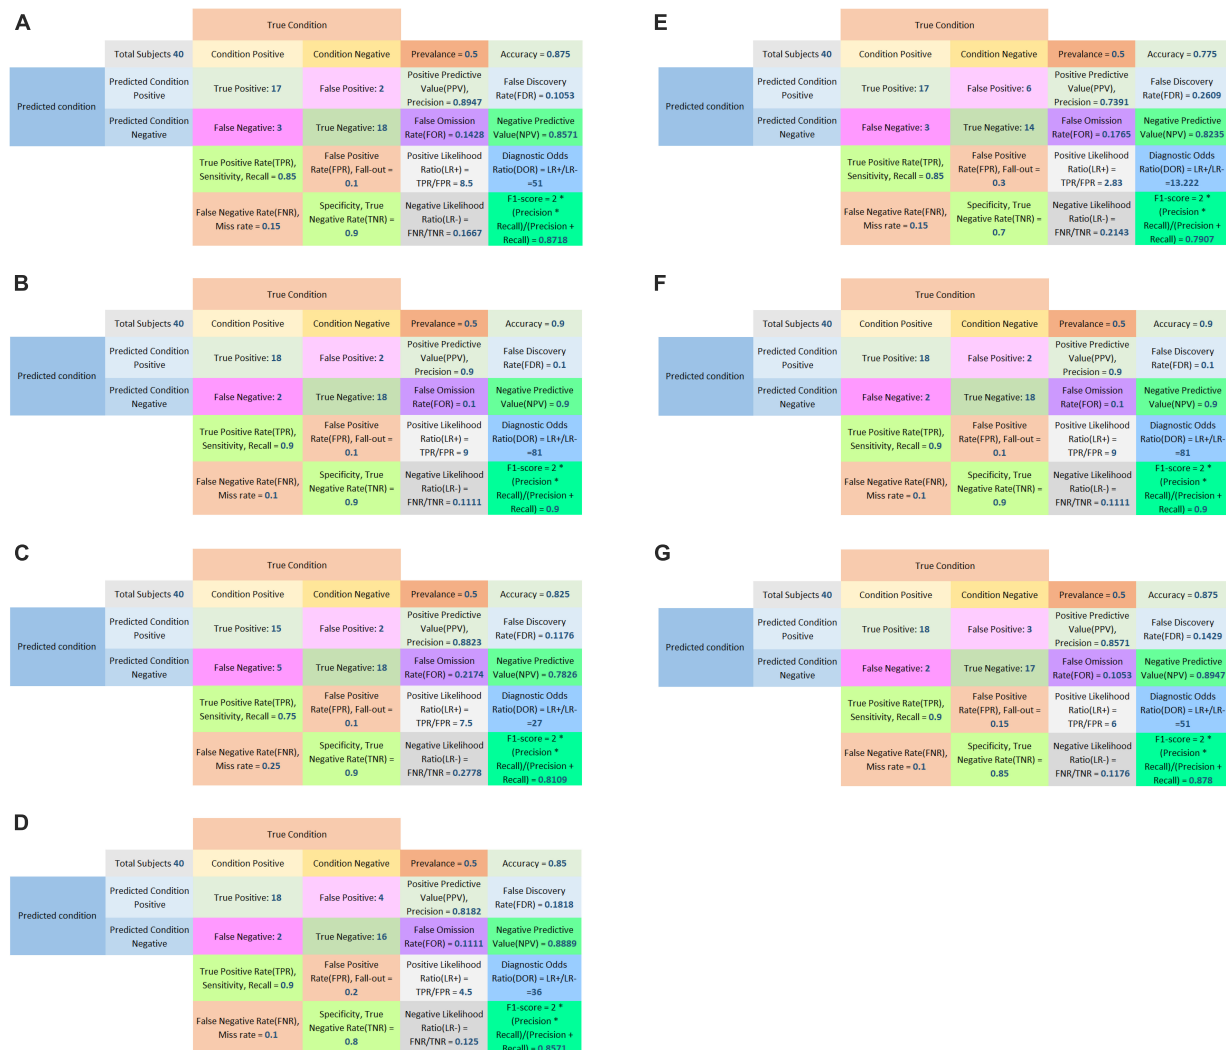 A
True Condition
Total Subjects 40 Condition Positive Condition Negative Prevalance = 0.5 Accuracy = 0.875
Predicted condition
Predicted Condition
Positive
True Positive: 17
False Positive: 2
Positive Predictive
Value(PPV),
Precision = 0.8947
False Discovery
Rate(FDR) = 0.1053
Predicted Condition
Negative
False Negative: 3
True Negative: 18
False Omission
Rate(FOR) = 0.1428
Negative Predictive
Value(NPV) = 0.8571
True Positive Rate(TPR),
Sensitivity, Recall = 0.85
False Positive
Rate(FPR), Fall-out =
0.1
Positive Likelihood
Ratio(LR+) =
TPR/FPR = 8.5
Diagnostic Odds
Ratio(DOR) = LR+/LR-
=51
False Negative Rate(FNR),
Miss rate = 0.15
Specificity, True
Negative Rate(TNR) =
0.9
Negative Likelihood
Ratio(LR-) =
FNR/TNR = 0.1667
F1-score = 2 *
(Precision *
Recall)/(Precision +
Recall) = 0.8718
B
True Condition
Total Subjects 40 Condition Positive Condition Negative Prevalance = 0.5 Accuracy = 0.9
Predicted condition
Predicted Condition
Positive
True Positive: 18
False Positive: 2
Positive Predictive
Value(PPV),
Precision = 0.9
False Discovery
Rate(FDR) = 0.1
Predicted Condition
Negative
False Negative: 2
True Negative: 18
False Omission
Rate(FOR) = 0.1
Negative Predictive
Value(NPV) = 0.9
True Positive Rate(TPR),
Sensitivity, Recall = 0.9
False Positive
Rate(FPR), Fall-out =
0.1
Positive Likelihood
Ratio(LR+) =
TPR/FPR = 9
Diagnostic Odds
Ratio(DOR) = LR+/LR-
=81
False Negative Rate(FNR),
Miss rate = 0.1
Specificity, True
Negative Rate(TNR) =
0.9
Negative Likelihood
Ratio(LR-) =
FNR/TNR = 0.1111
F1-score = 2 *
(Precision *
Recall)/(Precision +
Recall) = 0.9
C
True Condition
Total Subjects 40 Condition Positive Condition Negative Prevalance = 0.5 Accuracy = 0.825
Predicted condition
Predicted Condition
Positive
True Positive: 15
False Positive: 2
Positive Predictive
Value(PPV),
Precision = 0.8823
False Discovery
Rate(FDR) = 0.1176
Predicted Condition
Negative
False Negative: 5
True Negative: 18
False Omission
Rate(FOR) = 0.2174
Negative Predictive
Value(NPV) = 0.7826
True Positive Rate(TPR),
Sensitivity, Recall = 0.75
False Positive
Rate(FPR), Fall-out =
0.1
Positive Likelihood
Ratio(LR+) =
TPR/FPR = 7.5
Diagnostic Odds
Ratio(DOR) = LR+/LR-
=27
False Negative Rate(FNR),
Miss rate = 0.25
Specificity, True
Negative Rate(TNR) =
0.9
Negative Likelihood
Ratio(LR-) =
FNR/TNR = 0.2778
F1-score = 2 *
(Precision *
Recall)/(Precision +
Recall) = 0.8109
D
True Condition
Total Subjects 40 Condition Positive Condition Negative Prevalance = 0.5 Accuracy = 0.85
Predicted condition
Predicted Condition
Positive
True Positive: 18
False Positive: 4
Positive Predictive
Value(PPV),
Precision = 0.8182
False Discovery
Rate(FDR) = 0.1818
Predicted Condition
Negative
False Negative: 2
True Negative: 16
False Omission
Rate(FOR) = 0.1111
Negative Predictive
Value(NPV) = 0.8889
True Positive Rate(TPR),
Sensitivity, Recall = 0.9
False Positive
Rate(FPR), Fall-out =
0.2
Positive Likelihood
Ratio(LR+) =
TPR/FPR = 4.5
Diagnostic Odds
Ratio(DOR) = LR+/LR-
=36
False Negative Rate(FNR),
Miss rate = 0.1
Specificity, True
Negative Rate(TNR) =
0.8
Negative Likelihood
Ratio(LR-) =
FNR/TNR = 0.125
F1-score = 2 *
(Precision *
Recall)/(Precision +
Recall) = 0.8571
E
True Condition
Total Subjects 40 Condition Positive Condition Negative Prevalance = 0.5 Accuracy = 0.775
Predicted condition
Predicted Condition
Positive
True Positive: 17
False Positive: 6
Positive Predictive
Value(PPV),
Precision = 0.7391
False Discovery
Rate(FDR) = 0.2609
Predicted Condition
Negative
False Negative: 3
True Negative: 14
False Omission
Rate(FOR) = 0.1765
Negative Predictive
Value(NPV) = 0.8235
True Positive Rate(TPR),
Sensitivity, Recall = 0.85
False Positive
Rate(FPR), Fall-out =
0.3
Positive Likelihood
Ratio(LR+) =
TPR/FPR = 2.83
Diagnostic Odds
Ratio(DOR) = LR+/LR-
=13.222
False Negative Rate(FNR),
Miss rate = 0.15
Specificity, True
Negative Rate(TNR) =
0.7
Negative Likelihood
Ratio(LR-) =
FNR/TNR = 0.2143
F1-score = 2 *
(Precision *
Recall)/(Precision +
Recall) = 0.7907
F
True Condition
Total Subjects 40 Condition Positive Condition Negative Prevalance = 0.5 Accuracy = 0.9
Predicted condition
Predicted Condition
Positive
True Positive: 18
False Positive: 2
Positive Predictive
Value(PPV),
Precision = 0.9
False Discovery
Rate(FDR) = 0.1
Predicted Condition
Negative
False Negative: 2
True Negative: 18
False Omission
Rate(FOR) = 0.1
Negative Predictive
Value(NPV) = 0.9
True Positive Rate(TPR),
Sensitivity, Recall = 0.9
False Positive
Rate(FPR), Fall-out =
0.1
Positive Likelihood
Ratio(LR+) =
TPR/FPR = 9
Diagnostic Odds
Ratio(DOR) = LR+/LR-
=81
False Negative Rate(FNR),
Miss rate = 0.1
Specificity, True
Negative Rate(TNR) =
0.9
Negative Likelihood
Ratio(LR-) =
FNR/TNR = 0.1111
F1-score = 2 *
(Precision *
Recall)/(Precision +
Recall) = 0.9
G
True Condition
Total Subjects 40 Condition Positive Condition Negative Prevalance = 0.5 Accuracy = 0.875
Predicted condition
Predicted Condition
Positive
True Positive: 18
False Positive: 3
Positive Predictive
Value(PPV),
Precision = 0.8571
False Discovery
Rate(FDR) = 0.1429
Predicted Condition
Negative
False Negative: 2
True Negative: 17
False Omission
Rate(FOR) = 0.1053
Negative Predictive
Value(NPV) = 0.8947
True Positive Rate(TPR),
Sensitivity, Recall = 0.9
False Positive
Rate(FPR), Fall-out =
0.15
Positive Likelihood
Ratio(LR+) =
TPR/FPR = 6
Diagnostic Odds
Ratio(DOR) = LR+/LR-
=51
False Negative Rate(FNR),
Miss rate = 0.1
Specificity, True
Negative Rate(TNR) =
0.85
Negative Likelihood
Ratio(LR-) =
FNR/TNR = 0.1176
F1-score = 2 *
(Precision *
Recall)/(Precision +
Recall) = 0.878